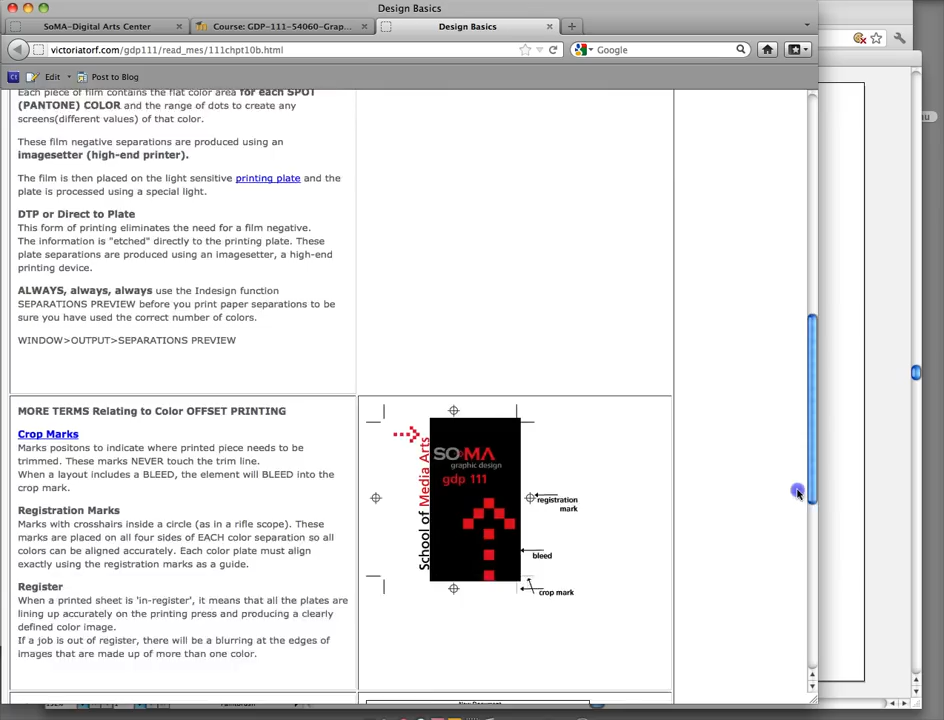 Design Basics
SoMA-Digital Arts Center
Course: GDP-111-S4060-Grap...
Design Basics
victoriatorf.com/gdp111/read_mes/111chpt10b.html
Google
Edit
Post to Blog
Each piece of film contains the flat color area for each SPOT
(PANTONE) COLOR and the range of dots to create any
screens(different values) of that color.
These film negative separations are produced using an
imagesetter (high-end printer).
The film is then placed on the light sensitive printing plate and the
plate is processed using a special light.
DTP or Direct to Plate
This form of printing eliminates the need for a film negative.
The information is "etched" directly to the printing plate. These
plate separations are produced using an imagesetter, a high-end
printing device.
ALWAYS, always, always use the Indesign function
SEPARATIONS PREVIEW before you print paper separations to be
sure you have used the correct number of colors.
WINDOW>OUTPUT>SEPARATIONS PREVIEW
MORE TERMS Relating to Color OFFSET PRINTING
Crop Marks
Marks positons to indicate where printed piece needs to be
trimmed. These marks NEVER touch the trim line.
When a layout includes a BLEED, the element will BLEED into the
crop mark.
Registration Marks
Marks with crosshairs inside a circle (as in a rifle scope). These
marks are placed on all four sides of EACH color separation so all
colors can be aligned accurately. Each color plate must align
exactly using the registration marks as a guide.
Register
When a printed sheet is 'in-register', it means that all the plates are
lining up accurately on the printing press and producing a clearly
defined color image.
If a job is out of register, there will be a blurring at the edges of
images that are made up of more than one color.
School of Media Arts
SOMA
graphic design
gdp 111
registration
mark
bleed
crop mark